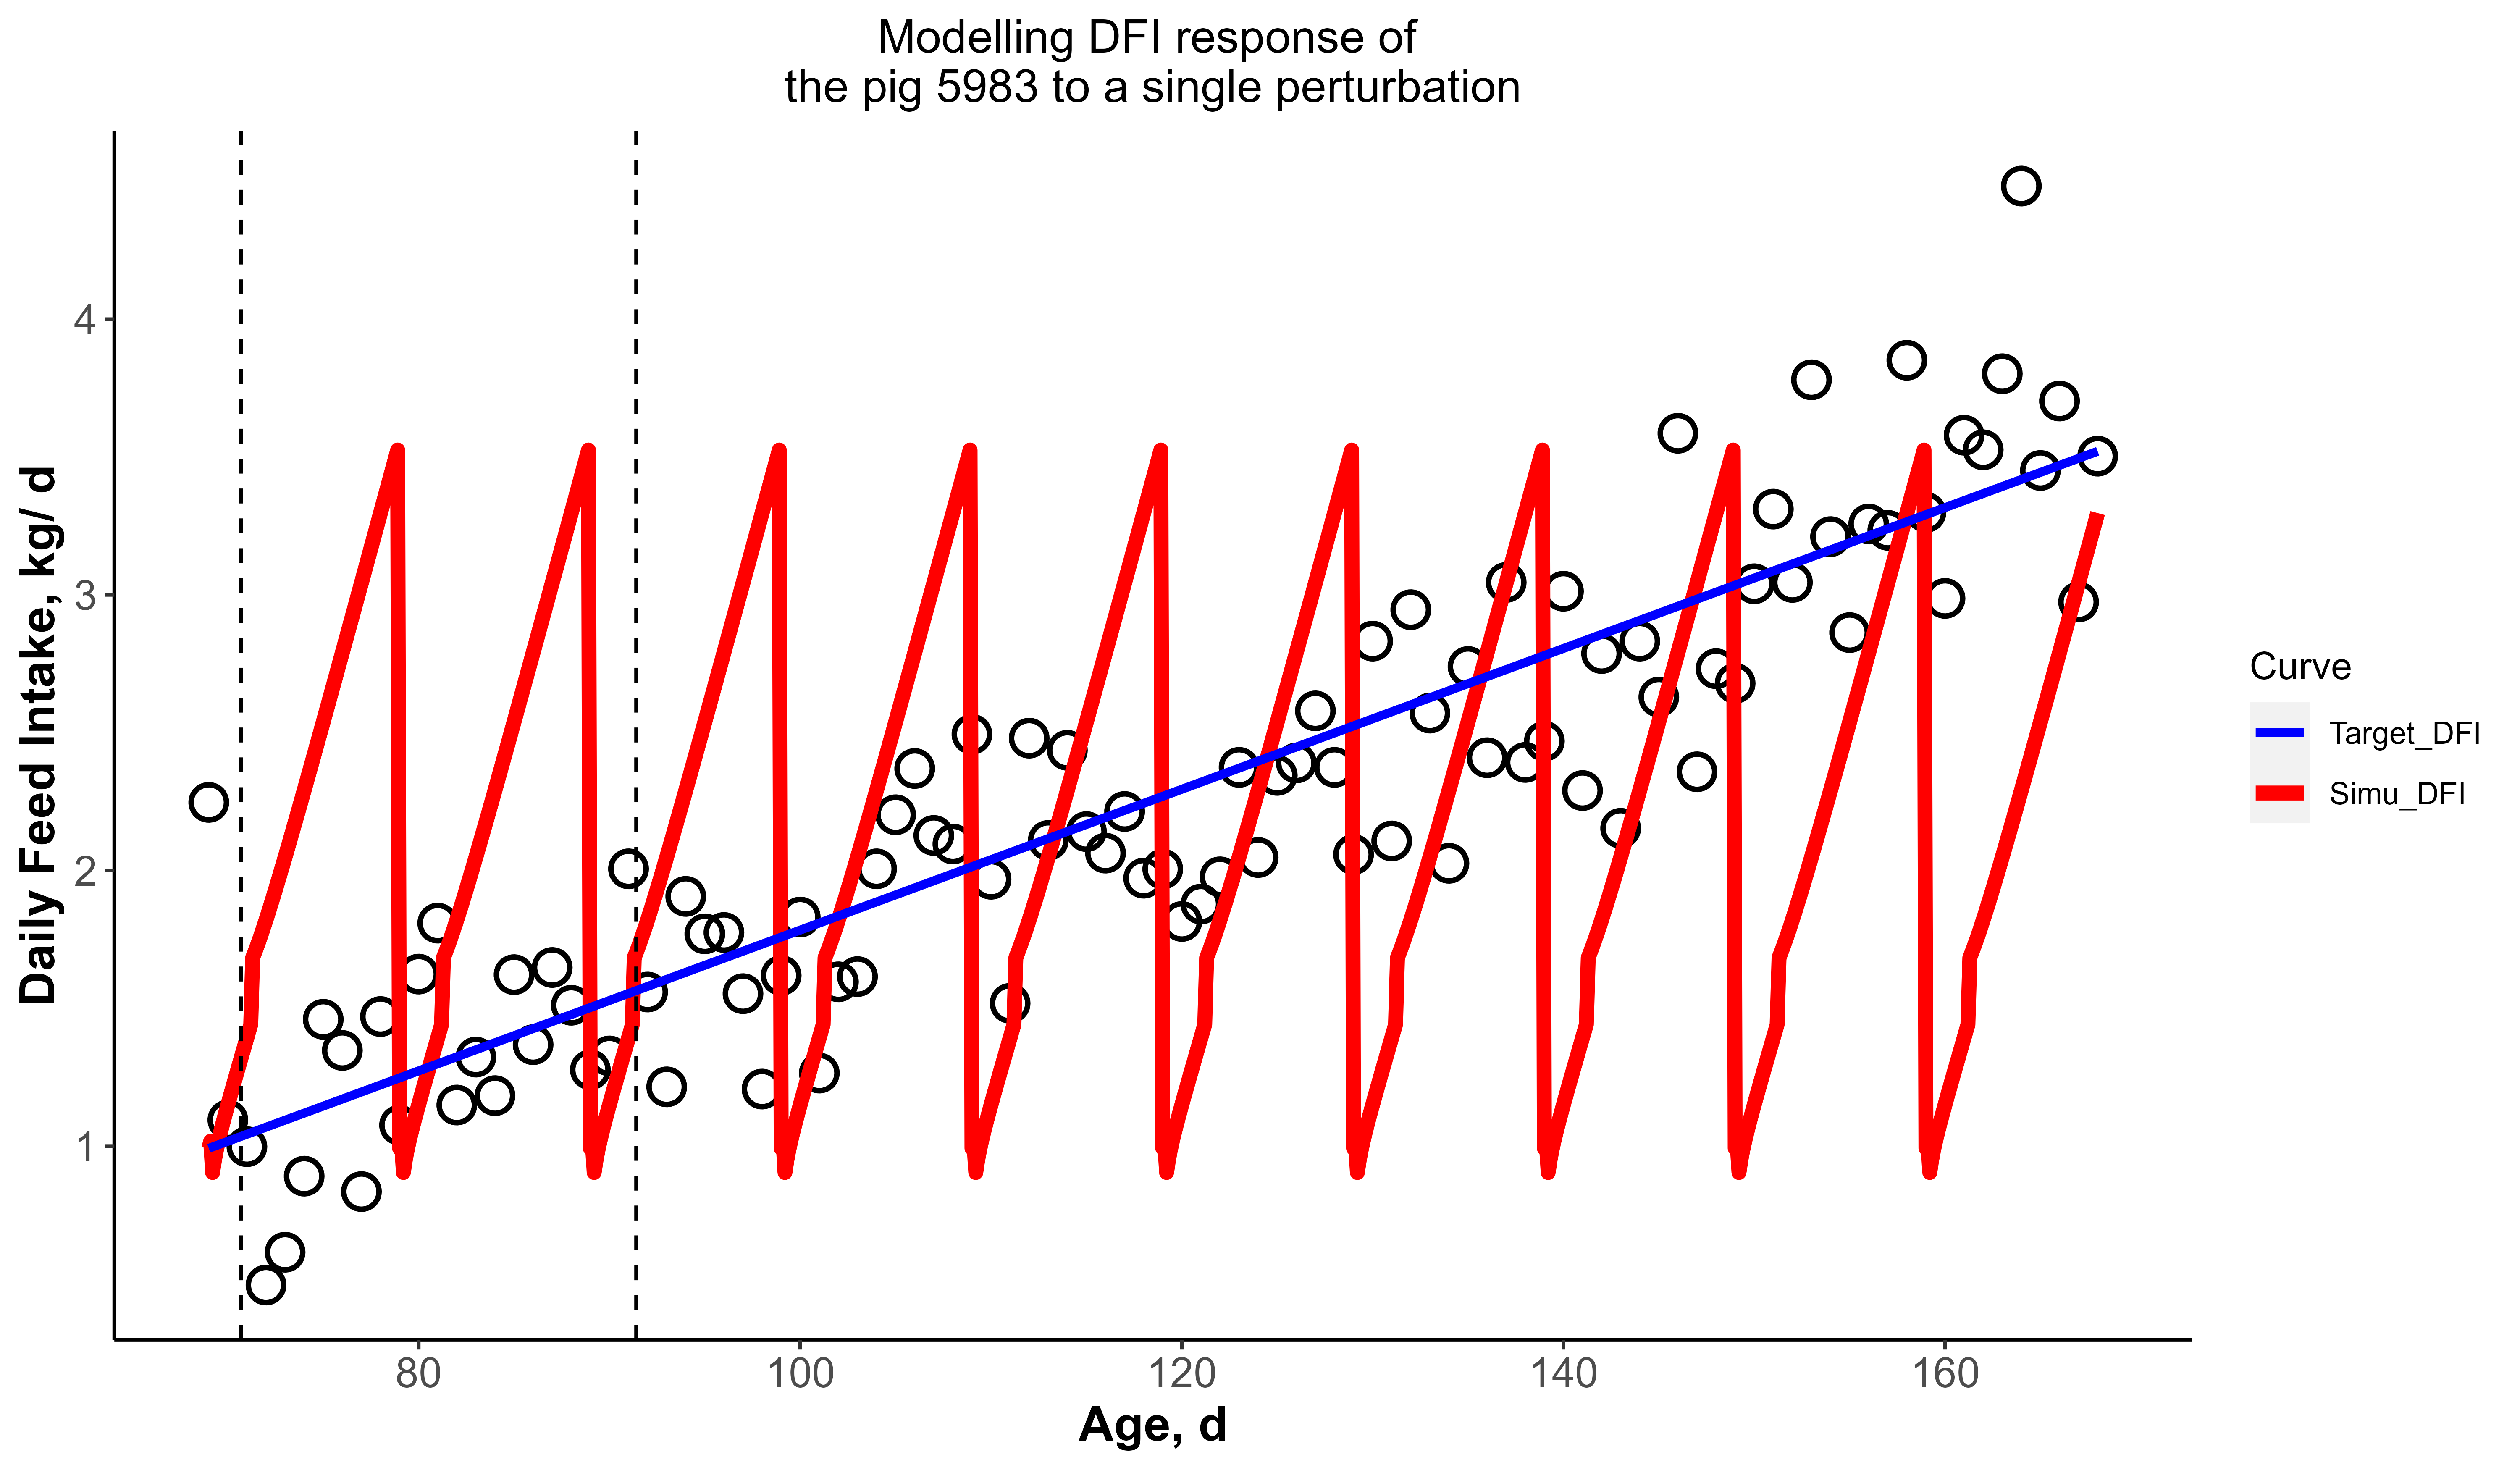 Modelling DFI response of
the pig 5983 to a single perturbation
Daily Feed Intake, kg/ d
4
3
2
1
80
100
120
140
160
Age, d
Curve
Target_DFI
Simu_DFI